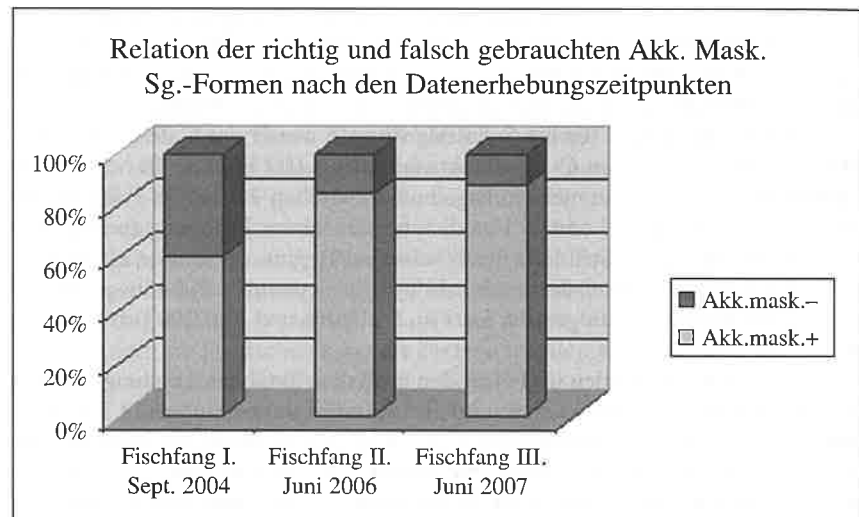 Relation der richtig und falsch gebrauchten Akk. Mask.
Sg.-Formen nach den Datenerhebungszeitpunkten
100%
80%
60%
40%
20%
0%
Fischfang I.
Sept. 2004
Fischfang II.
Juni 2006
Fischfang III.
Juni 2007
Akk.mask.–
Akk.mask.+